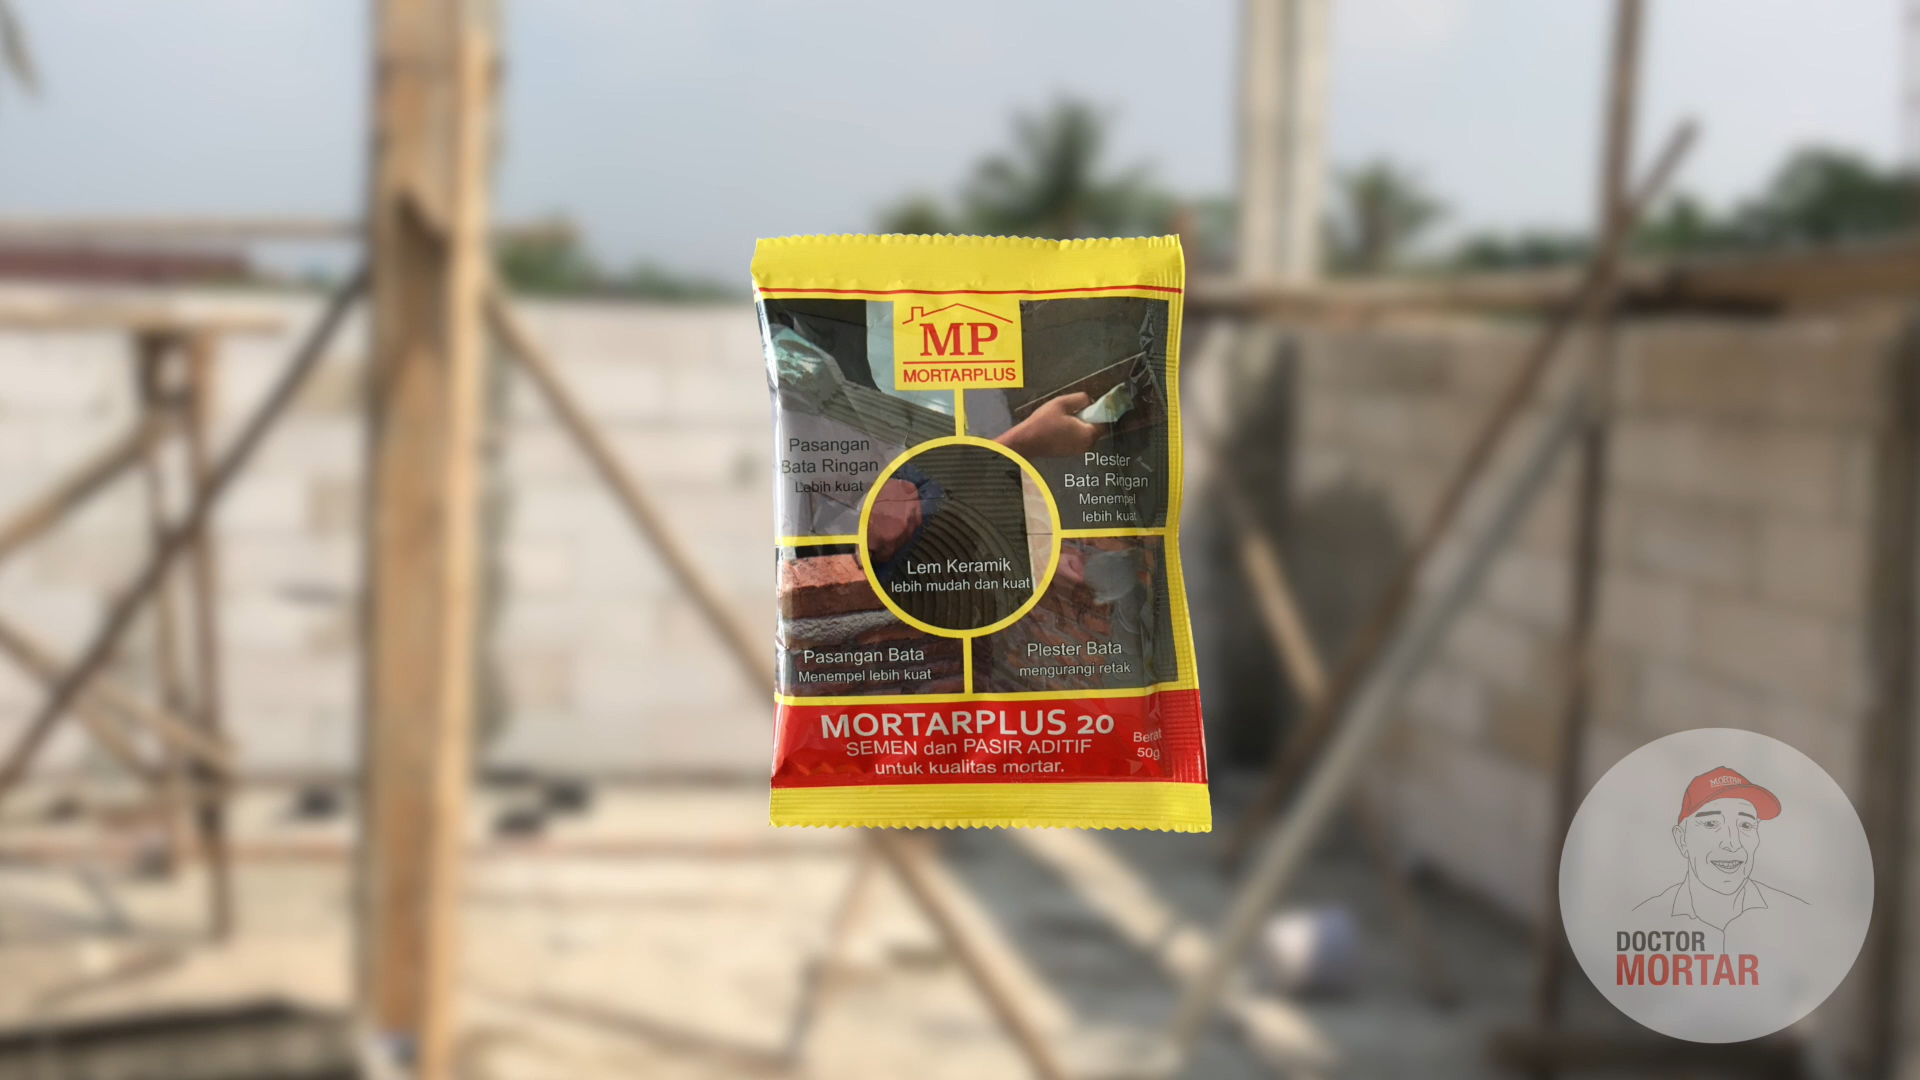 MP
MORTARPLUS
Pasangan
Bata Ringan
Lebih kuat
Plester
Bata Ringan
Menempel
lebih kuat
Lem Keramik
lebih mudah dan kuat
Pasangan Bata
Menempel lebih kuat
Plester Bata
mengurangi retak
MORTARPLUS 20
SEMEN dan PASIR ADITIF
untuk kualitas mortar.
Berat
50g
MORTAR
DOCTOR
MORTAR